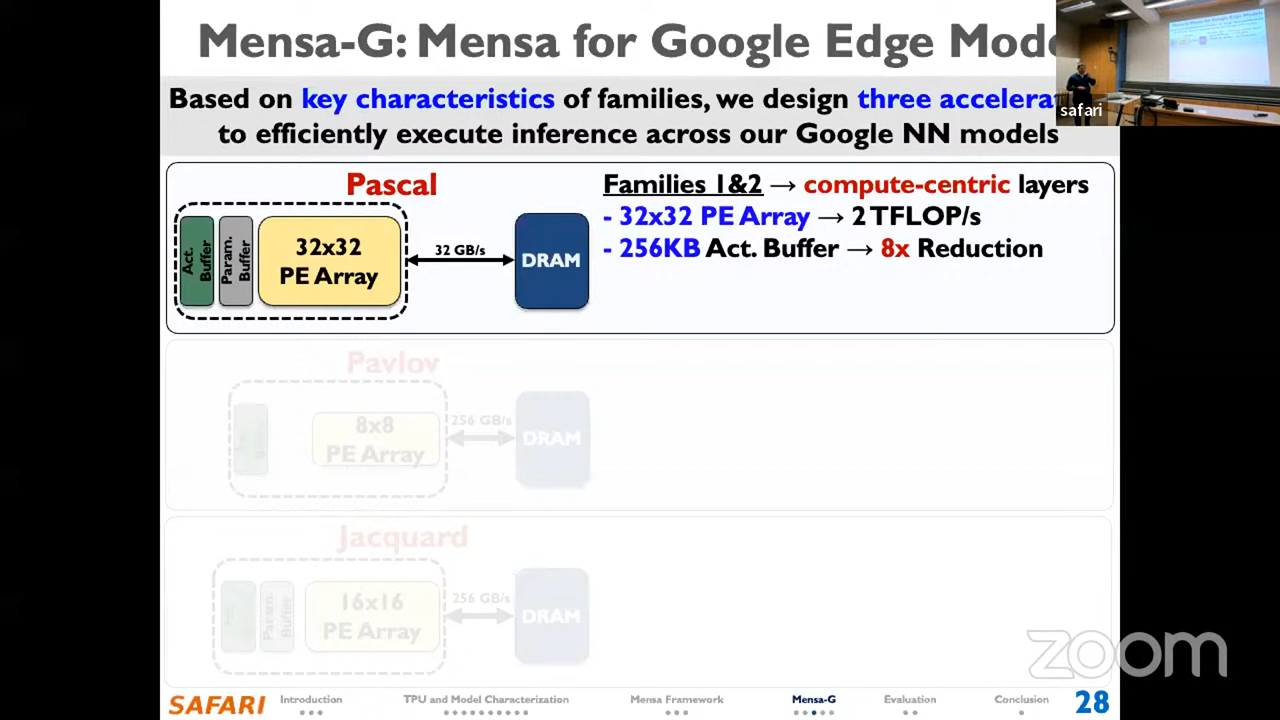 Mensa-G: Mensa for Google Edge Mod
Based on key characteristics of families, we design three accelera
to efficiently execute inference across our Google NN models
safari
Pascal
Act. Buffer
Param. Buffer
32x32
PE Array
32 GB/s
DRAM
Families 1&2 → compute-centric layers
- 32x32 PE Array → 2 TFLOP/s
- 256KB Act. Buffer → 8x Reduction
Pavlov
8x8
PE Array
256 GB/s
DRAM
Jacquard
Param. Buffer
16x16
PE Array
256 GB/s
DRAM
zoom
SAFARI
Introduction
TPU and Model Characterization
Mensa Framework
Mensa-G
Evaluation
Conclusion
28